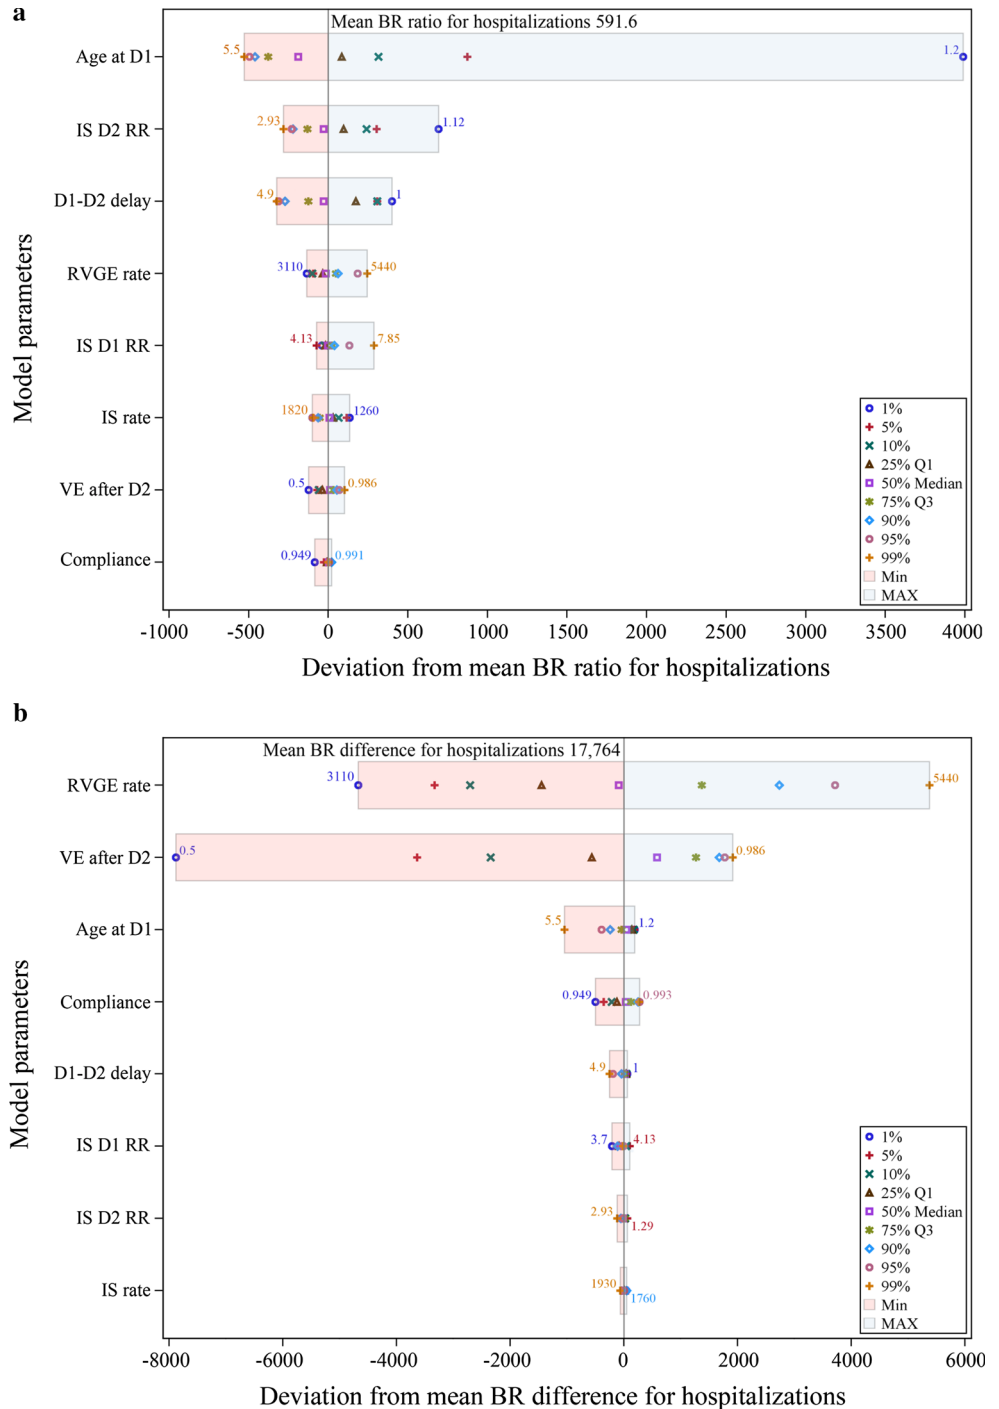 a
Mean BR ratio for hospitalizations 591.6
Age at D1
5.5
1.2
IS D2 RR
2.93
1.12
D1-D2 delay
4.9
1
RVGE rate
3110
5440
IS D1 RR
4.13
7.85
IS rate
1820
1260
VE after D2
0.5
0.986
Compliance
0.949
0.991
Model parameters
1%
5%
10%
25% Q1
50% Median
75% Q3
90%
95%
99%
Min
MAX
-1000 -500 0 500 1000 1500 2000 2500 3000 3500 4000
Deviation from mean BR ratio for hospitalizations
b
Mean BR difference for hospitalizations 17,764
RVGE rate
3110
5440
VE after D2
0.5
0.986
Age at D1
5.5
1.2
Compliance
0.949
0.993
D1-D2 delay
4.9
1
IS D1 RR
3.7
4.13
IS D2 RR
2.93
1.29
IS rate
1930
1760
Model parameters
1%
5%
10%
25% Q1
50% Median
75% Q3
90%
95%
99%
Min
MAX
-8000 -6000 -4000 -2000 0 2000 4000 6000
Deviation from mean BR difference for hospitalizations